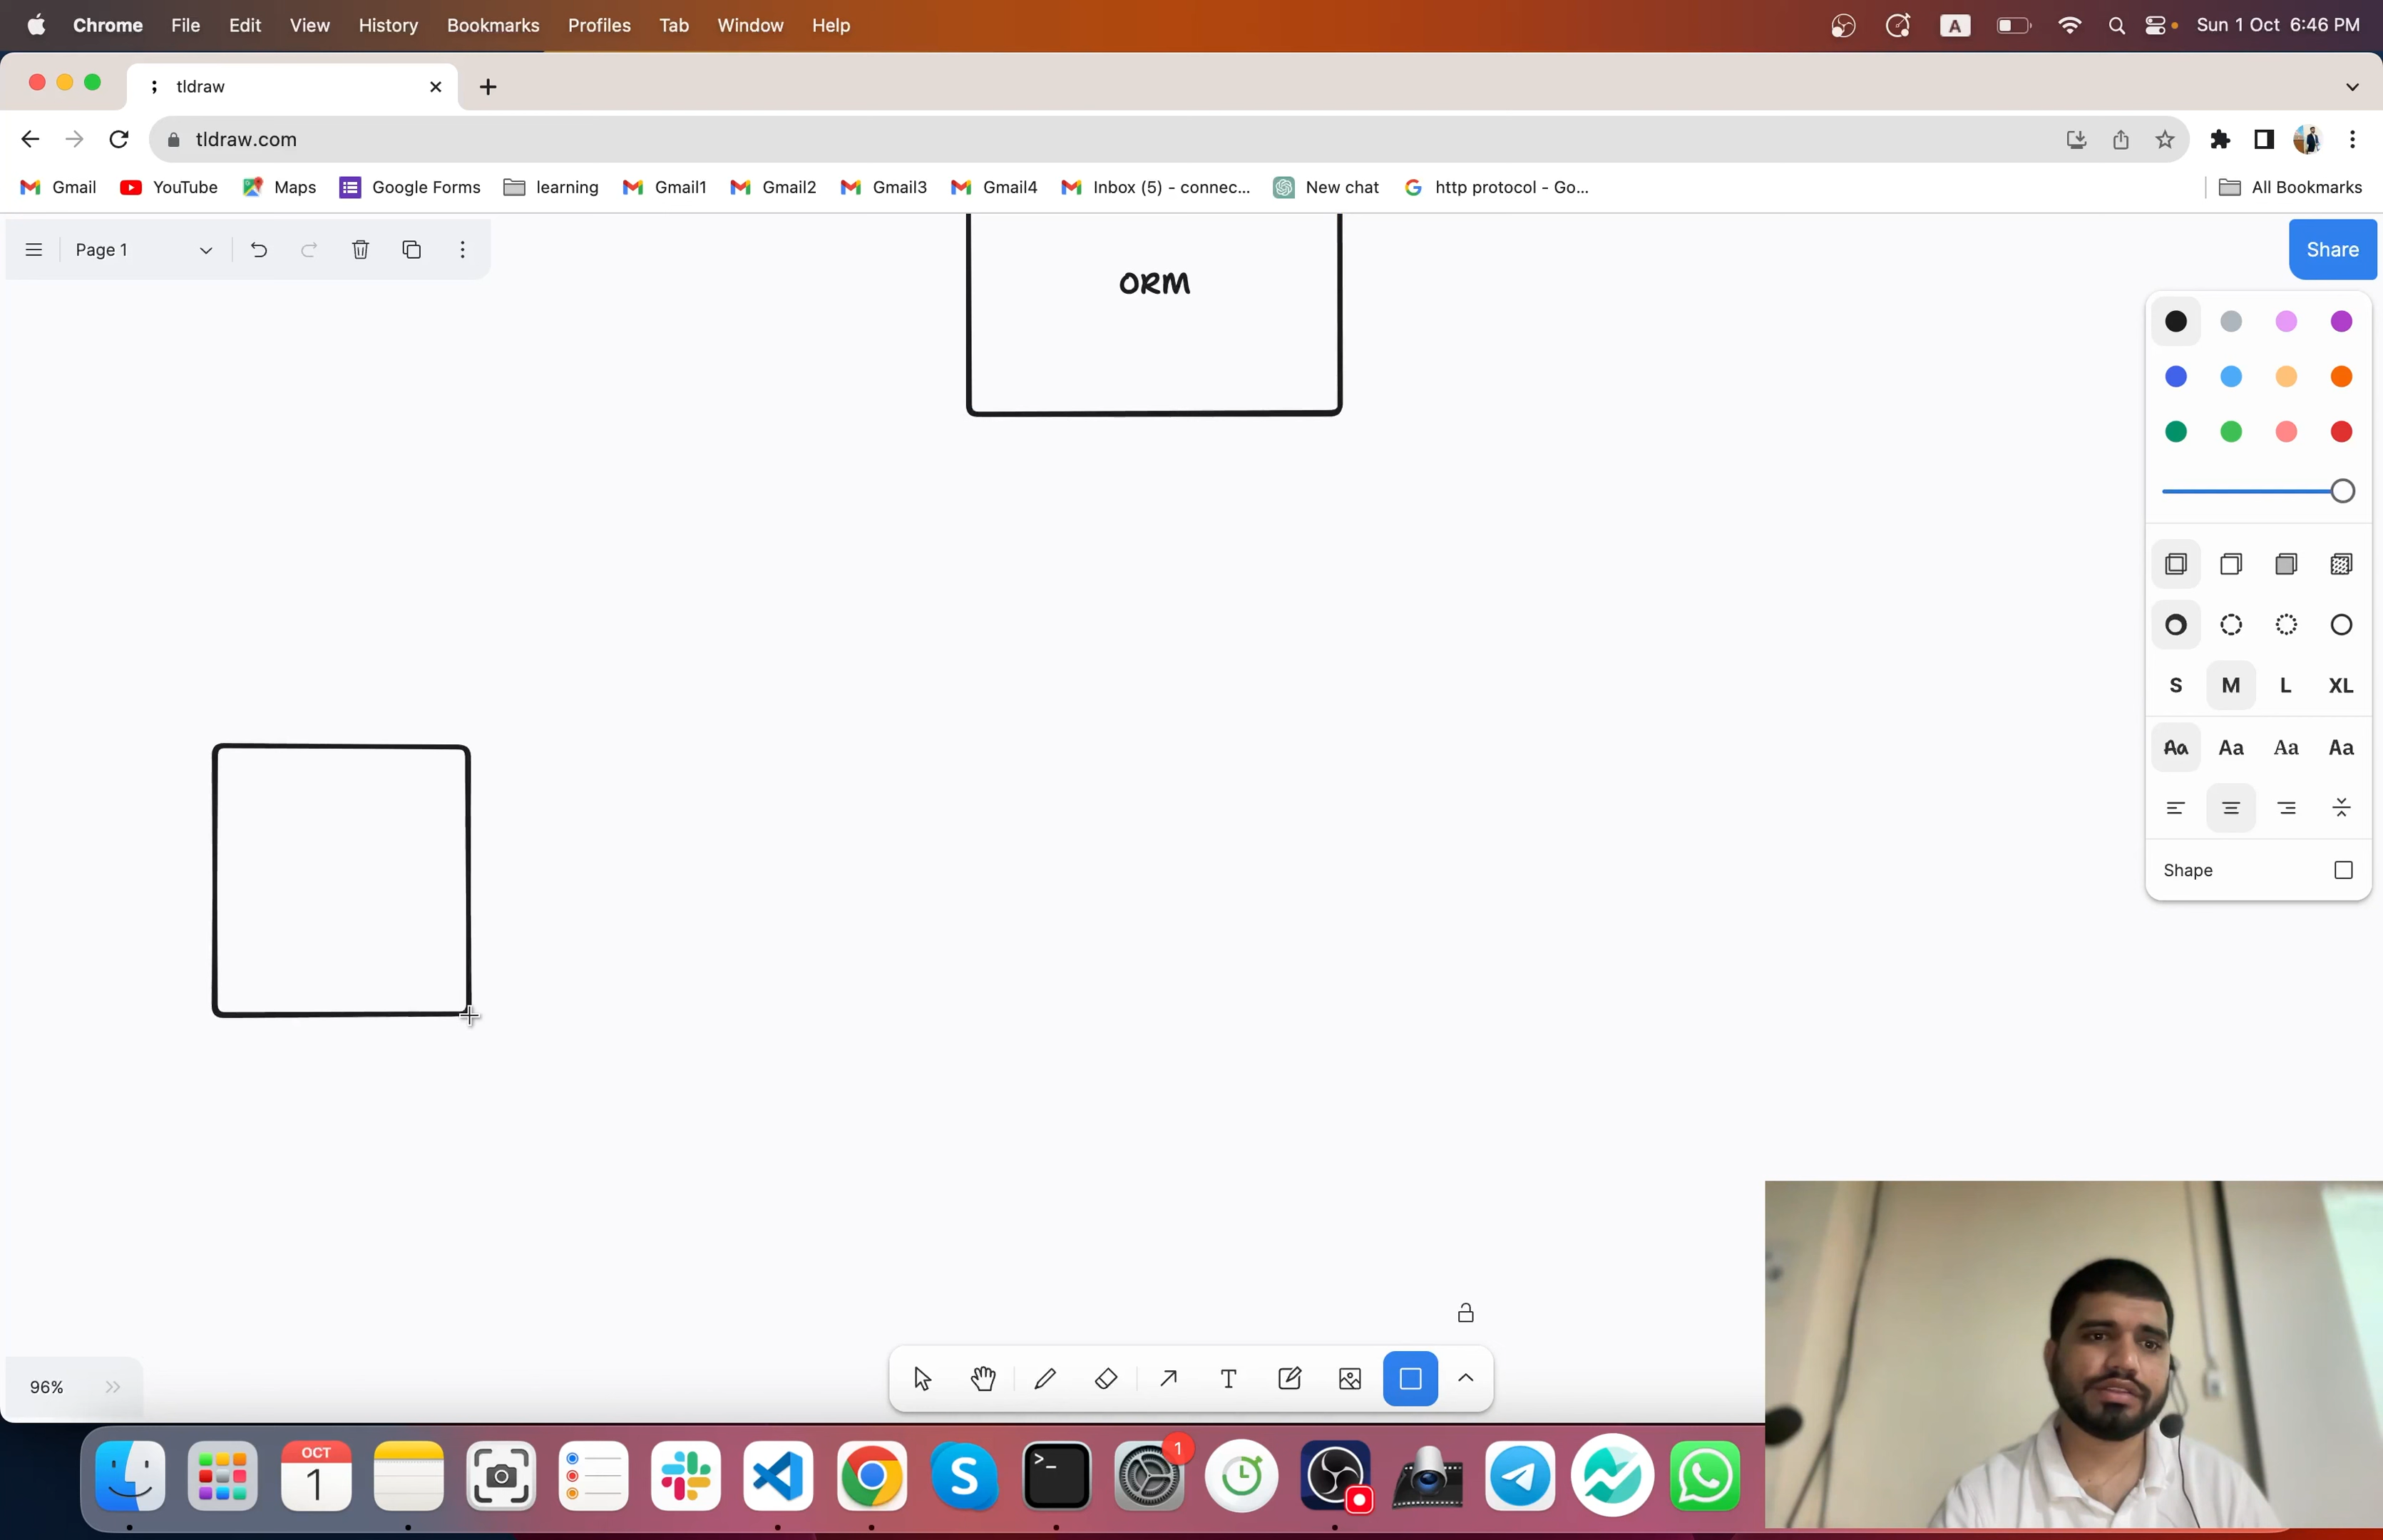 Chrome File Edit View History Bookmarks Profiles Tab Window Help A Sun 1 Oct 6:46 PM
tldraw
tldraw.com
Gmail YouTube Maps Google Forms learning Gmail1 Gmail2 Gmail3 Gmail4 Inbox (5) - connec... New chat http protocol - Go... All Bookmarks
Page 1 Share
ORM
S M L XL
Aa Aa Aa Aa
Shape
96% T
OCT
1
S
>_
1